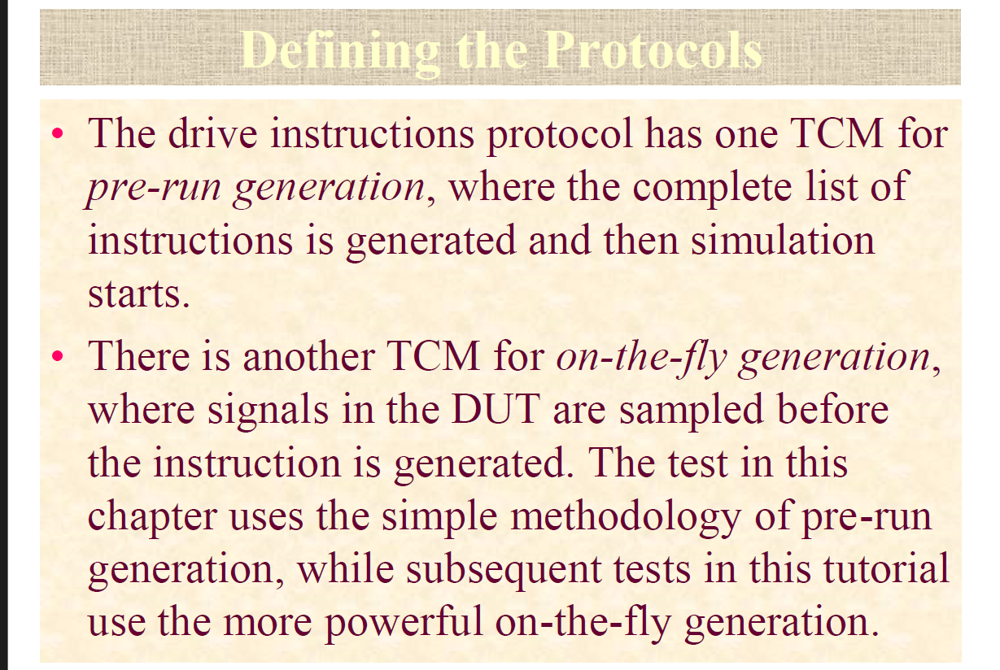 Defining the Protocols
• The drive instructions protocol has one TCM for
pre-run generation, where the complete list of
instructions is generated and then simulation
starts.
• There is another TCM for on-the-fly generation,
where signals in the DUT are sampled before
the instruction is generated. The test in this
chapter uses the simple methodology of pre-run
generation, while subsequent tests in this tutorial
use the more powerful on-the-fly generation.